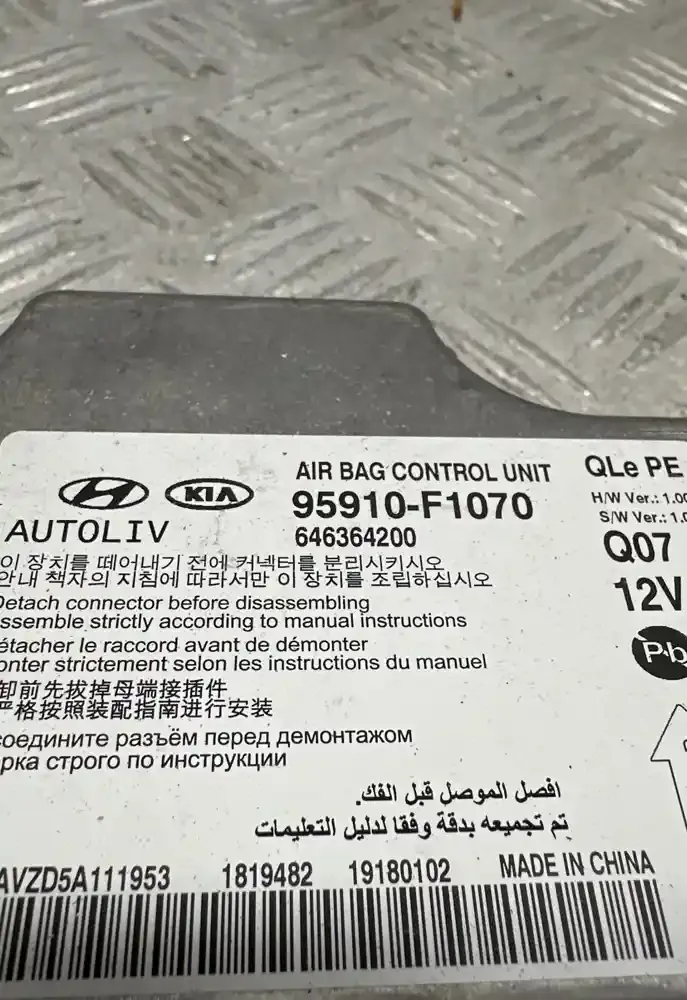 KIA
AIR BAG CONTROL UNIT
95910-F1070
646364200
AUTOLIV
QLe PE
H/W Ver.: 1.00
S/W Ver.: 1.0
Q07
12V
Pb
이 장치를 떼어내기 전에 커넥터를 분리시키시오
안내 책자의 지침에 따라서만 이 장치를 조립하십시오
Detach connector before disassembling
ssemble strictly according to manual instructions
étacher le raccord avant de démonter
onter strictement selon les instructions du manuel
卸前先拔掉母端接插件
严格按照装配指南进行安装
соедините разъём перед демонтажом
рка строго по инструкции
افصل الموصل قبل الفك.
تم تجميعه بدقة وفقا لدليل التعليمات
AVZD5A111953 1819482 19180102 MADE IN CHINA